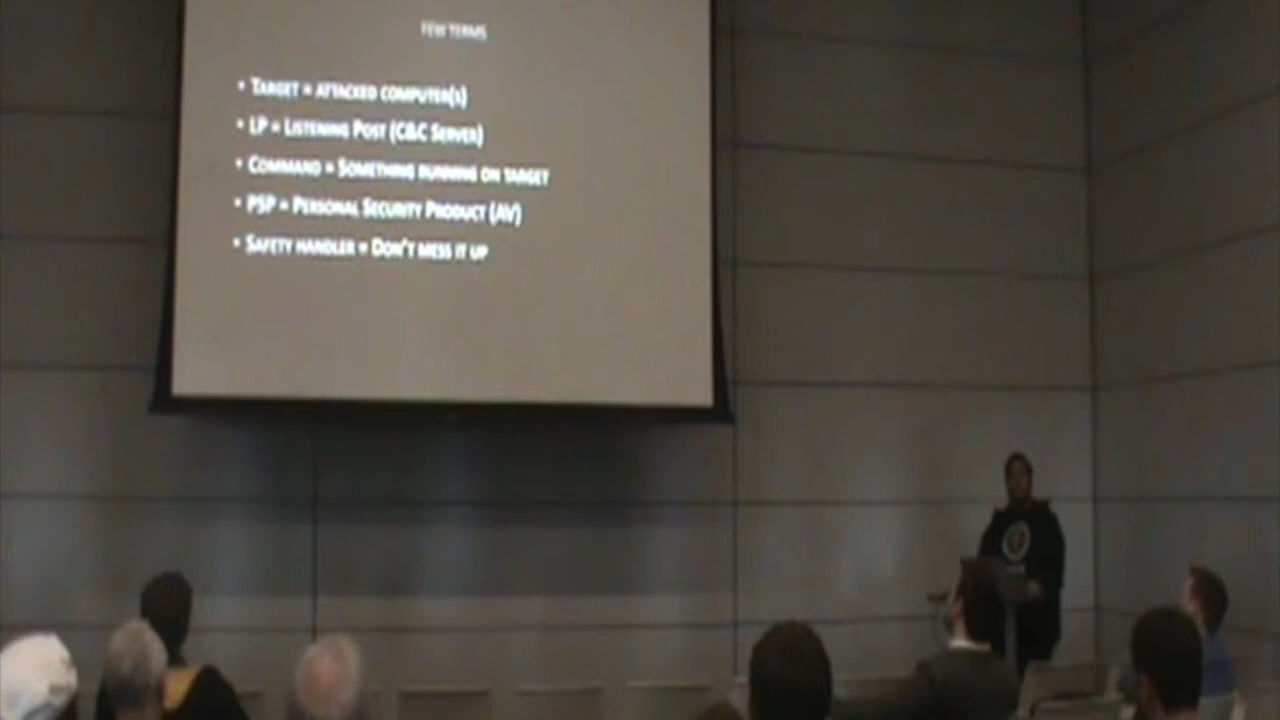 FEW TERMS
• TARGET = ATTACKED COMPUTER(S)
• LP = LISTENING POST (C&C SERVER)
• COMMAND = SOMETHING RUNNING ON TARGET
• PSP = PERSONAL SECURITY PRODUCT (AV)
• SAFETY HANDLER = DON'T MESS IT UP